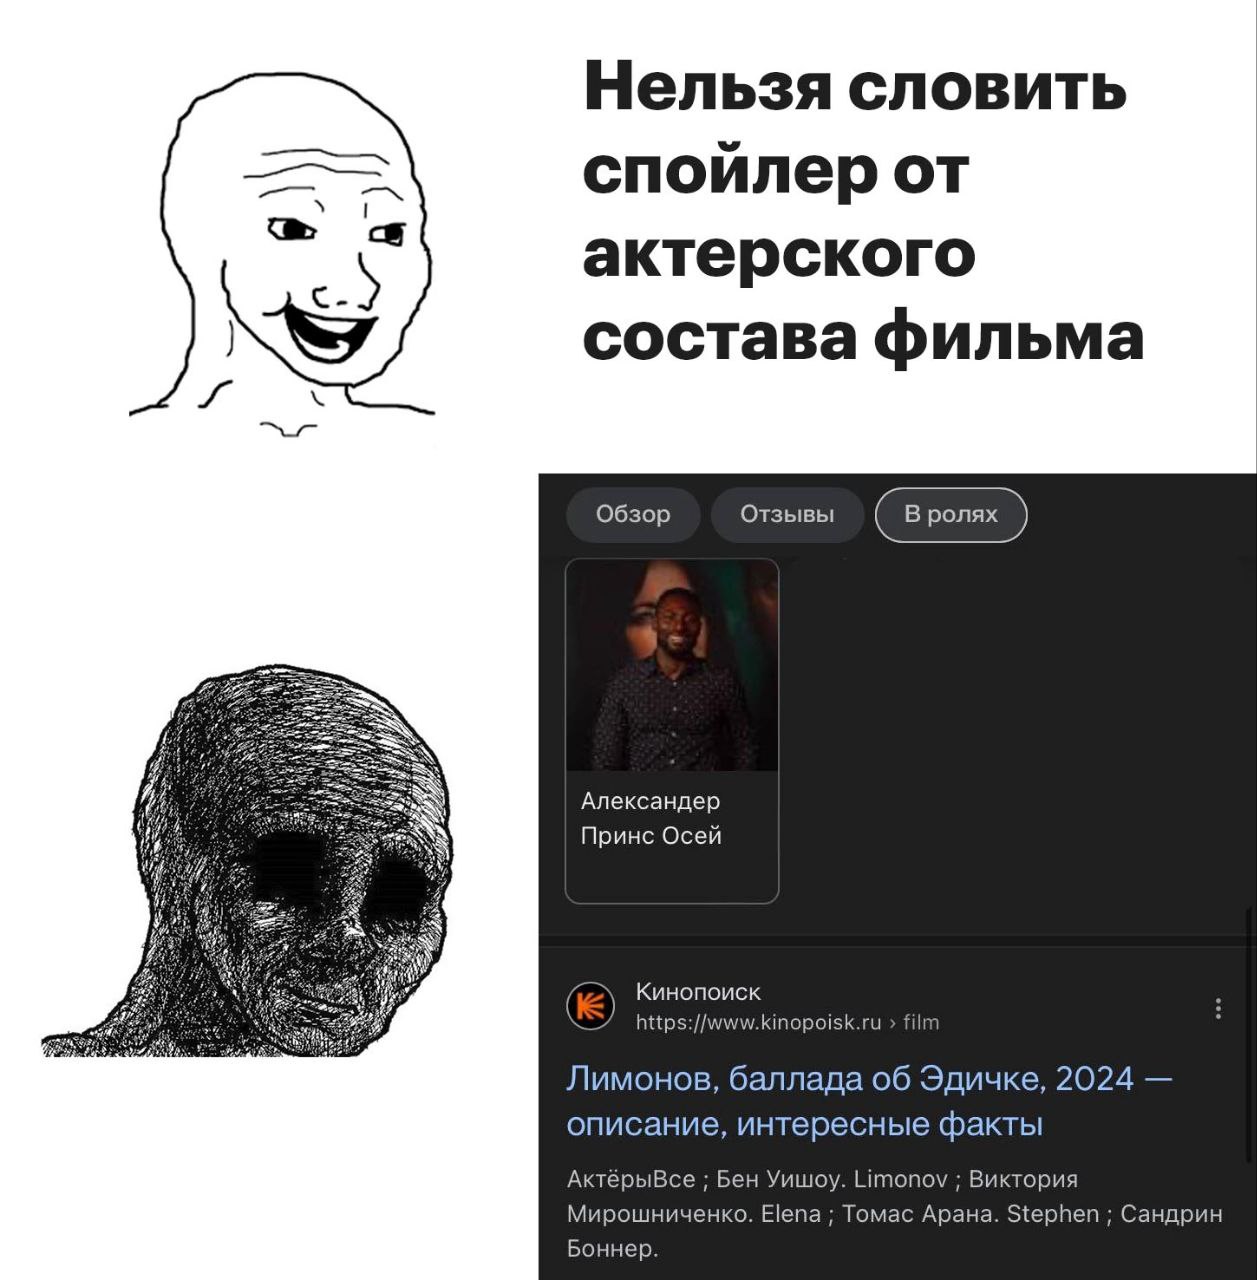 Нельзя словить
спойлер от
актерского
состава фильма
Обзор
Отзывы
В ролях
Александер
Принс Осей
Кинопоиск
https://www.kinopoisk.ru › film
Лимонов, баллада об Эдичке, 2024 —
описание, интересные факты
АктёрыВсе ; Бен Уишоу. Limonov ; Виктория
Мирошниченко. Elena ; Томас Арана. Stephen ; Сандрин
Боннер.